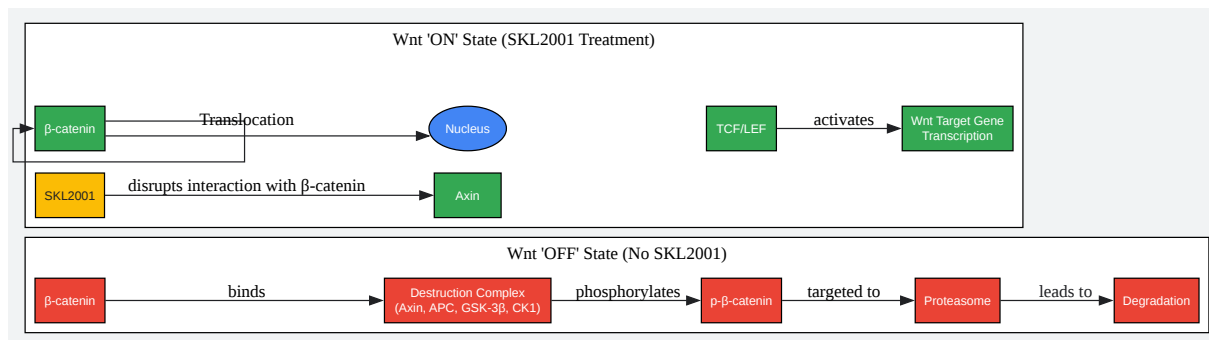 Wnt 'ON' State (SKL2001 Treatment)
β-catenin
Translocation
Nucleus
TCF/LEF
activates
Wnt Target Gene
Transcription
SKL2001
disrupts interaction with β-catenin
Axin
Wnt 'OFF' State (No SKL2001)
β-catenin
binds
Destruction Complex
(Axin, APC, GSK-3β, CK1)
phosphorylates
p-β-catenin
targeted to
Proteasome
leads to
Degradation